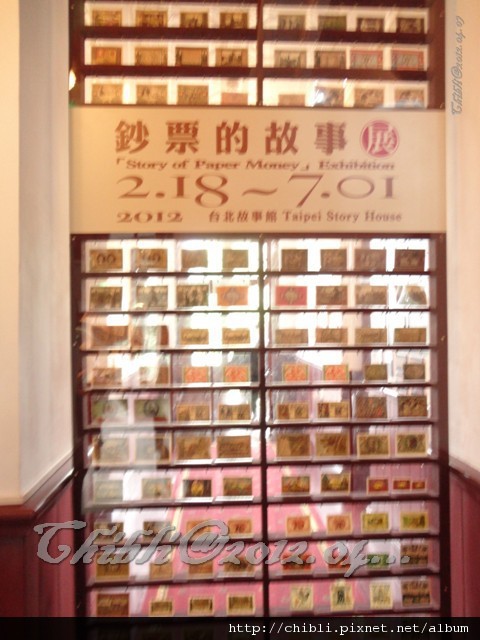 鈔票的故事展
「Story of Paper Money」Exhibition
2.18～7.01
2012 台北故事館 Taipei Story House
Chibli@2012.04...
http://chibli.pixnet.net/album